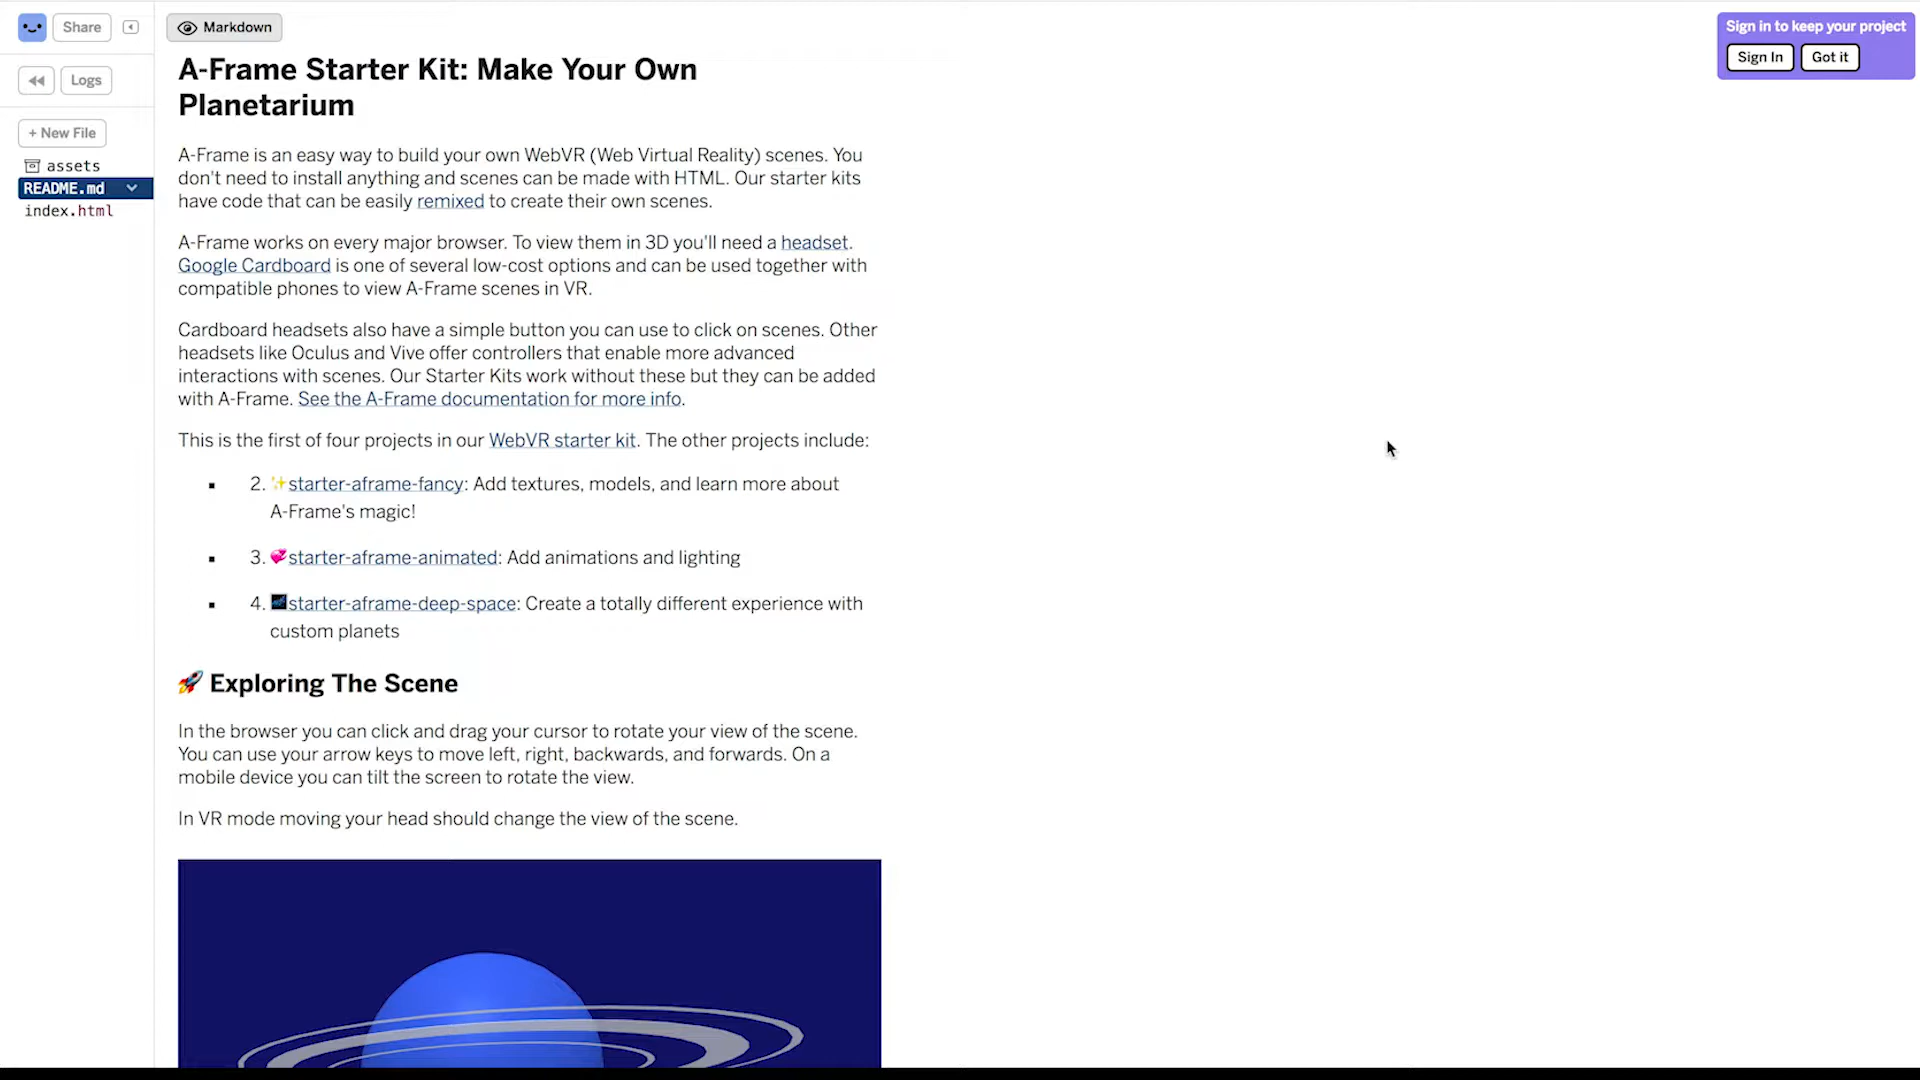 Share
Markdown
Sign in to keep your project
Sign In
Got it
Logs
+ New File
assets
README.md
index.html
A-Frame Starter Kit: Make Your Own
Planetarium
A-Frame is an easy way to build your own WebVR (Web Virtual Reality) scenes. You
don't need to install anything and scenes can be made with HTML. Our starter kits
have code that can be easily remixed to create their own scenes.
A-Frame works on every major browser. To view them in 3D you'll need a headset.
Google Cardboard is one of several low-cost options and can be used together with
compatible phones to view A-Frame scenes in VR.
Cardboard headsets also have a simple button you can use to click on scenes. Other
headsets like Oculus and Vive offer controllers that enable more advanced
interactions with scenes. Our Starter Kits work without these but they can be added
with A-Frame. See the A-Frame documentation for more info.
This is the first of four projects in our WebVR starter kit. The other projects include:
2. ✨starter-aframe-fancy: Add textures, models, and learn more about
A-Frame's magic!
3. 💞starter-aframe-animated: Add animations and lighting
4. 🌌starter-aframe-deep-space: Create a totally different experience with
custom planets
🚀 Exploring The Scene
In the browser you can click and drag your cursor to rotate your view of the scene.
You can use your arrow keys to move left, right, backwards, and forwards. On a
mobile device you can tilt the screen to rotate the view.
In VR mode moving your head should change the view of the scene.